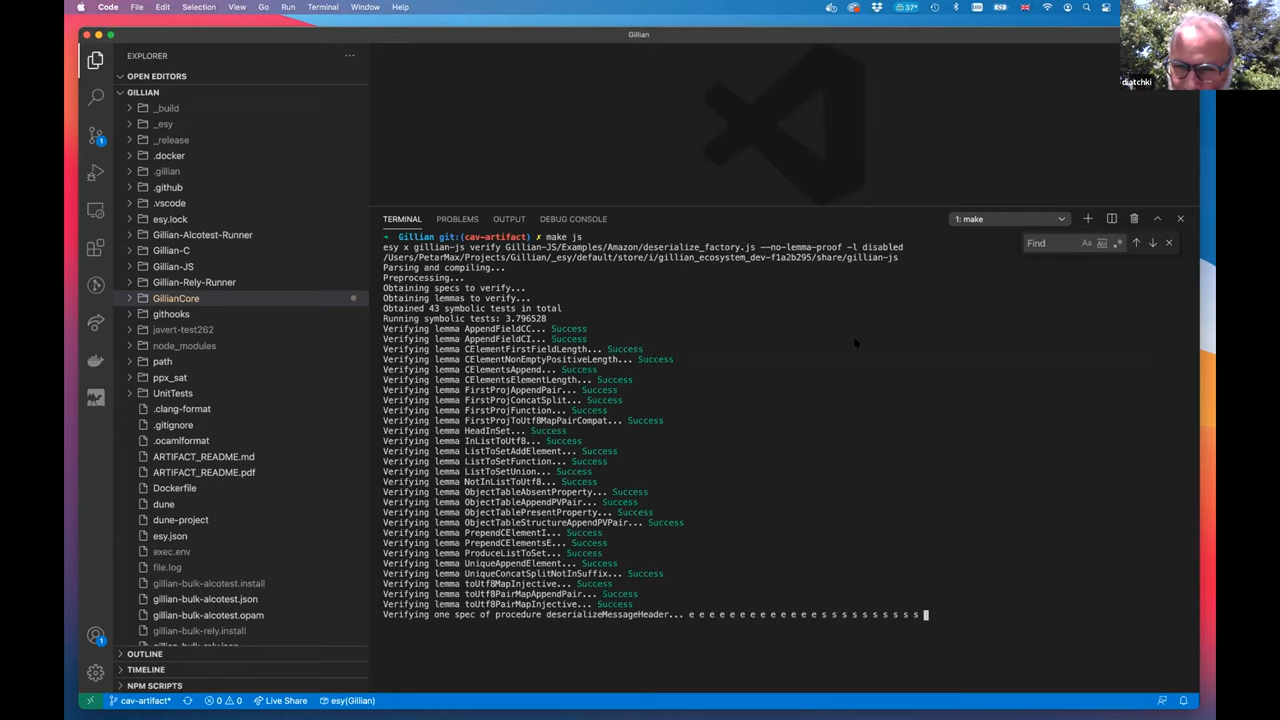 Code File Edit Selection View Go Run Terminal Window Help
37°
Gillian
EXPLORER
OPEN EDITORS
GILLIAN
_build
_esy
_release
.docker
.gillian
.github
.vscode
esy.lock
Gillian-Alcotest-Runner
Gillian-C
Gillian-JS
Gillian-Rely-Runner
GillianCore
githooks
javert-test262
node_modules
path
ppx_sat
UnitTests
.clang-format
.gitignore
.ocamlformat
ARTIFACT_README.md
ARTIFACT_README.pdf
Dockerfile
dune
dune-project
esy.json
exec.env
file.log
gillian-bulk-alcotest.install
gillian-bulk-alcotest.json
gillian-bulk-alcotest.opam
gillian-bulk-rely.install
gillian-bulk-rely.json
OUTLINE
TIMELINE
NPM SCRIPTS
TERMINAL PROBLEMS OUTPUT DEBUG CONSOLE
1: make
Find
Aa
→ Gillian git:(cav-artifact) ✗ make js
esy x gillian-js verify Gillian-JS/Examples/Amazon/deserialize_factory.js --no-lemma-proof -l disabled
/Users/PetarMax/Projects/Gillian/_esy/default/store/i/gillian_ecosystem_dev-f1a2b295/share/gillian-js
Parsing and compiling...
Preprocessing...
Obtaining specs to verify...
Obtaining lemmas to verify...
Obtained 43 symbolic tests in total
Running symbolic tests: 3.796528
Verifying lemma AppendFieldCC... Success
Verifying lemma AppendFieldCI... Success
Verifying lemma CElementFirstFieldLength... Success
Verifying lemma CElementNonEmptyPositiveLength... Success
Verifying lemma CElementsAppend... Success
Verifying lemma CElementsElementLength... Success
Verifying lemma FirstProjAppendPair... Success
Verifying lemma FirstProjConcatSplit... Success
Verifying lemma FirstProjFunction... Success
Verifying lemma FirstProjToUtf8MapPairCompat... Success
Verifying lemma HeadInSet... Success
Verifying lemma InListToUtf8... Success
Verifying lemma ListToSetAddElement... Success
Verifying lemma ListToSetFunction... Success
Verifying lemma ListToSetUnion... Success
Verifying lemma NotInListToUtf8... Success
Verifying lemma ObjectTableAbsentProperty... Success
Verifying lemma ObjectTableAppendPVPair... Success
Verifying lemma ObjectTablePresentProperty... Success
Verifying lemma ObjectTableStructureAppendPVPair... Success
Verifying lemma PrependCElementI... Success
Verifying lemma PrependCElementsE... Success
Verifying lemma ProduceListToSet... Success
Verifying lemma UniqueAppendElement... Success
Verifying lemma UniqueConcatSplitNotInSuffix... Success
Verifying lemma toUtf8MapInjective... Success
Verifying lemma toUtf8PairMapAppendPair... Success
Verifying lemma toUtf8PairMapInjective... Success
Verifying one spec of procedure deserializeMessageHeader... e e e e e e e e e e e e e s s s s s s s s s s
cav-artifact* 0 0 Live Share esy(Gillian)